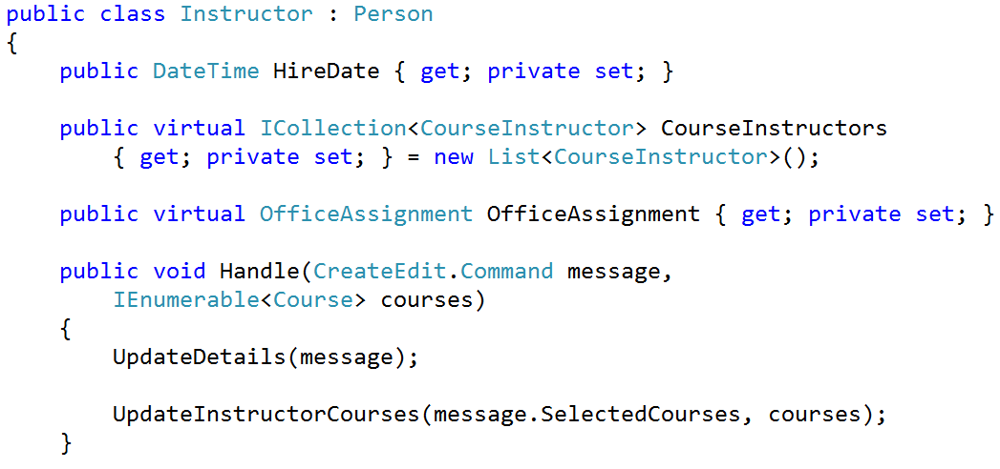 public class Instructor : Person
{
    public DateTime HireDate { get; private set; }

    public virtual ICollection<CourseInstructor> CourseInstructors
        { get; private set; } = new List<CourseInstructor>();

    public virtual OfficeAssignment OfficeAssignment { get; private set; }

    public void Handle(CreateEdit.Command message,
        IEnumerable<Course> courses)
    {
        UpdateDetails(message);

        UpdateInstructorCourses(message.SelectedCourses, courses);
    }